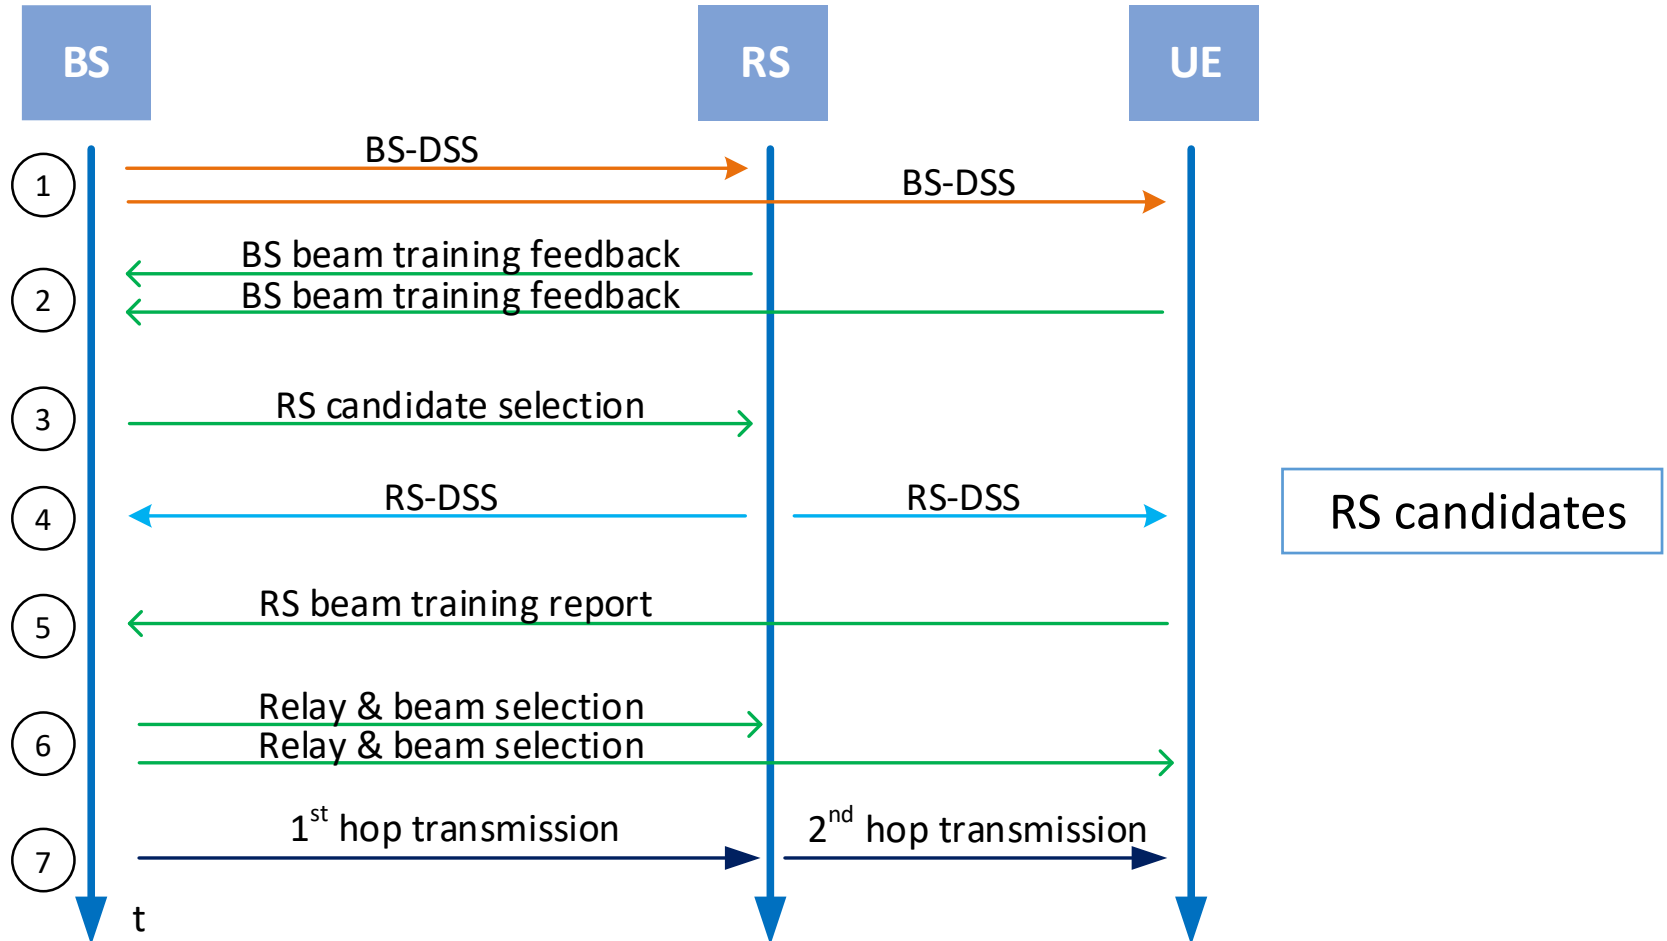 BS
RS
UE
BS-DSS
1
BS-DSS
BS beam training feedback
2
BS beam training feedback
3
RS candidate selection
4
RS-DSS
RS-DSS
RS candidates
5
RS beam training report
Relay & beam selection
6
Relay & beam selection
1st hop transmission
2nd hop transmission
7
t